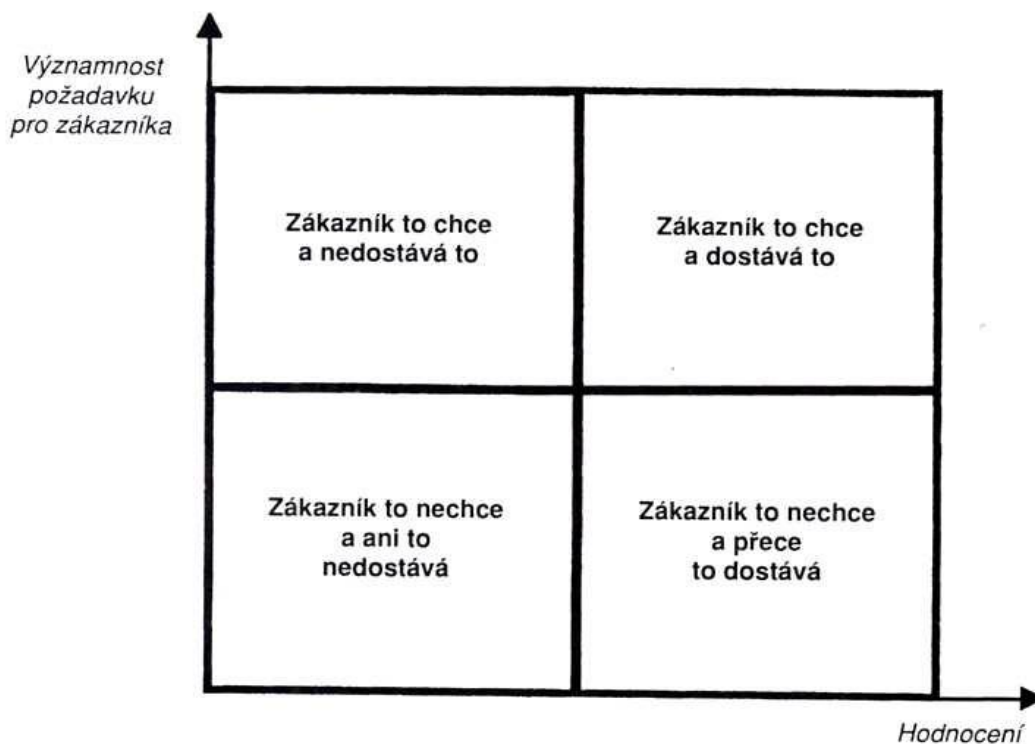 Významnost
požadavku
pro zákazníka
Zákazník to chce
a nedostává to
Zákazník to chce
a dostává to
Zákazník to nechce
a ani to
nedostává
Zákazník to nechce
a přece
to dostává
Hodnocení